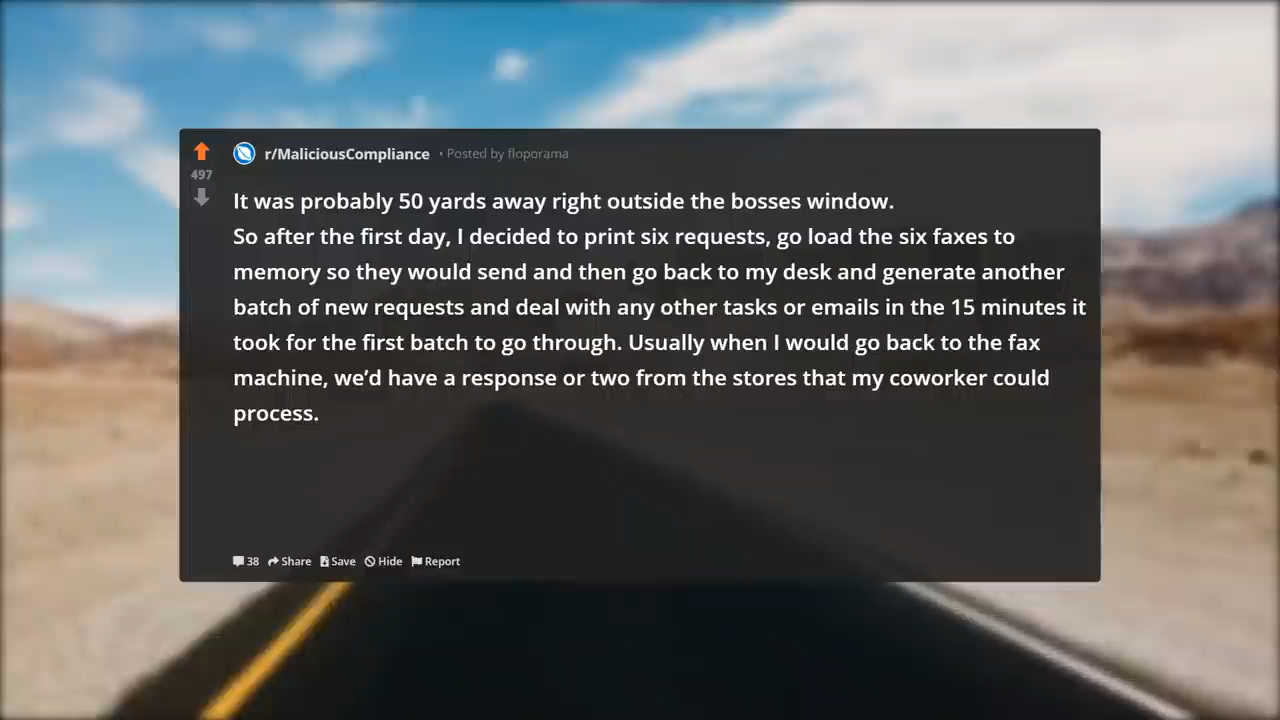 r/MaliciousCompliance • Posted by floporama
497
It was probably 50 yards away right outside the bosses window.
So after the first day, I decided to print six requests, go load the six faxes to
memory so they would send and then go back to my desk and generate another
batch of new requests and deal with any other tasks or emails in the 15 minutes it
took for the first batch to go through. Usually when I would go back to the fax
machine, we’d have a response or two from the stores that my coworker could
process.
38 Share Save Hide Report